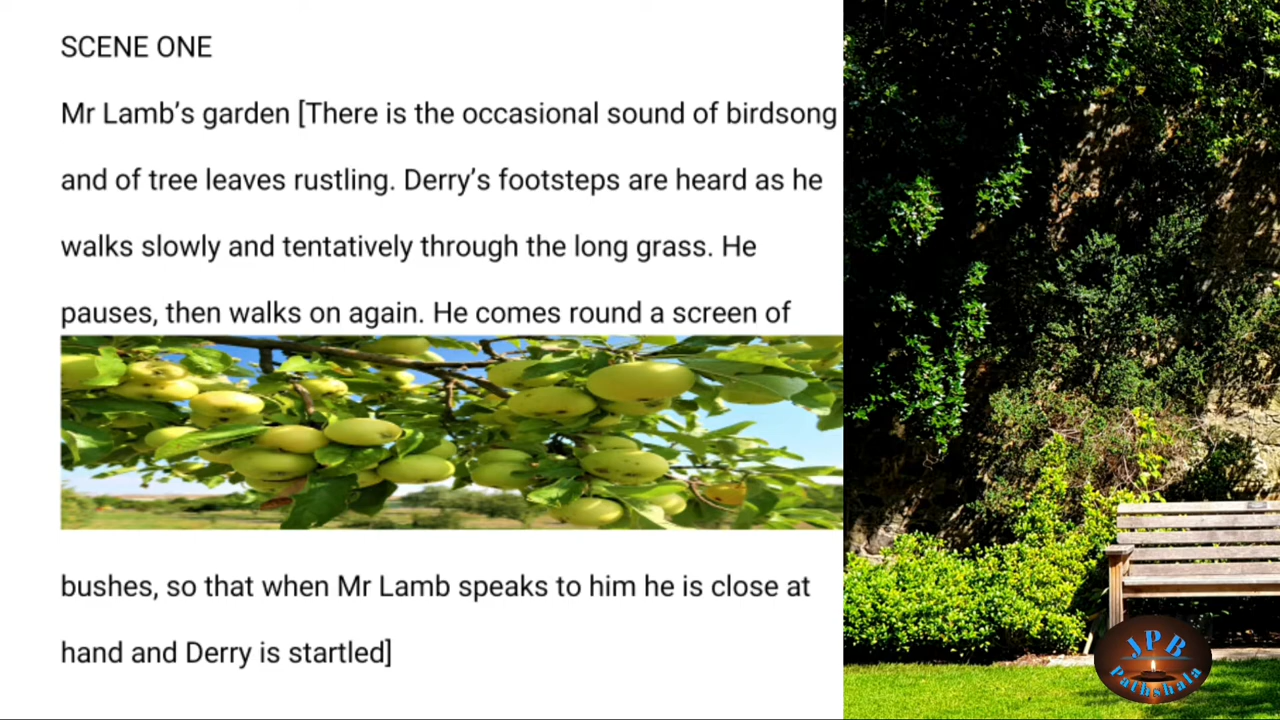 SCENE ONE
Mr Lamb’s garden [There is the occasional sound of birdsong
and of tree leaves rustling. Derry’s footsteps are heard as he
walks slowly and tentatively through the long grass. He
pauses, then walks on again. He comes round a screen of
bushes, so that when Mr Lamb speaks to him he is close at
hand and Derry is startled]
JPB
Pathshala